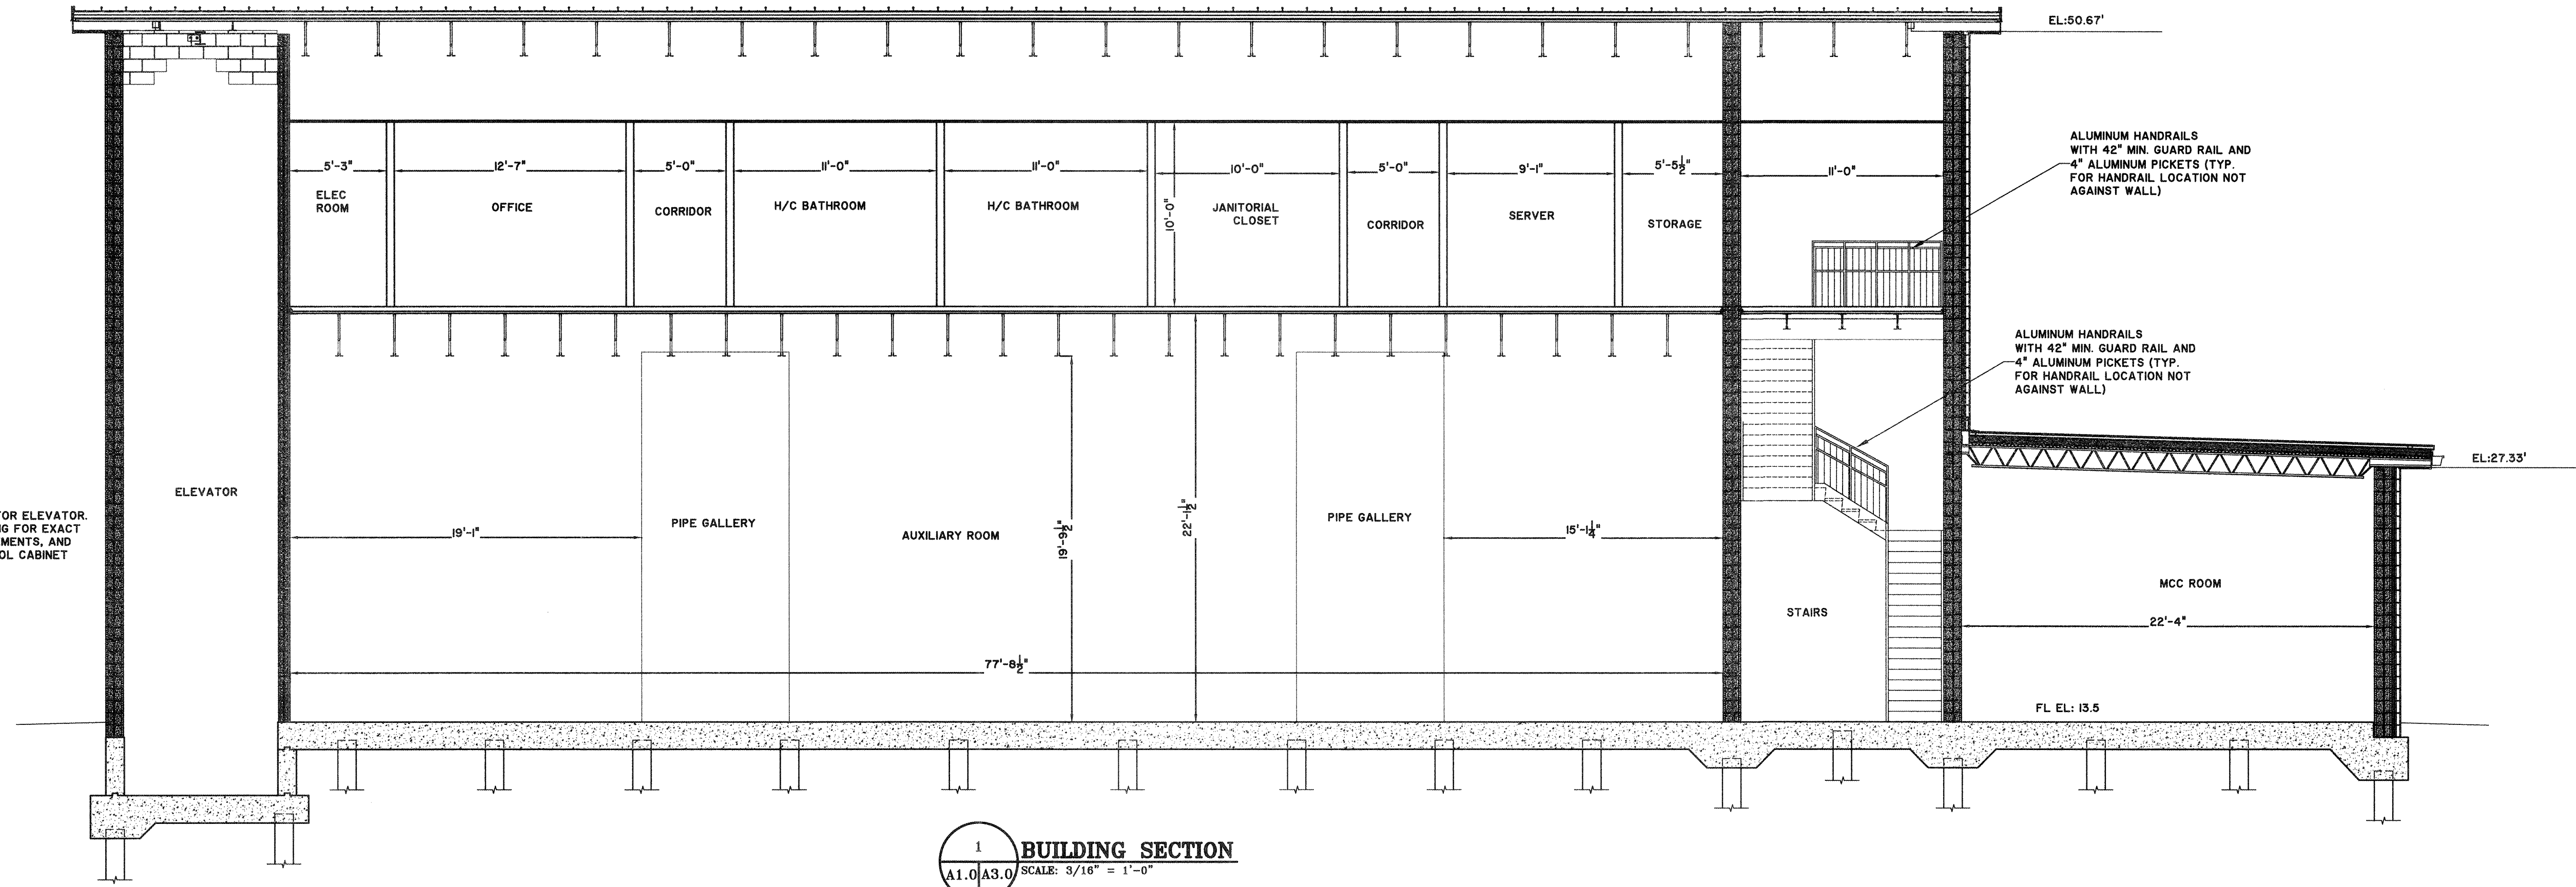 EL:50.67'
ALUMINUM HANDRAILS
WITH 42" MIN. GUARD RAIL AND
4" ALUMINUM PICKETS (TYP.
FOR HANDRAIL LOCATION NOT
AGAINST WALL)
5'-3"
12'-7"
5'-0"
11'-0"
11'-0"
10'-0"
5'-0"
9'-1"
5'-5½"
11'-0"
ELEC
ROOM
OFFICE
CORRIDOR
H/C BATHROOM
H/C BATHROOM
10'-0"
JANITORIAL
CLOSET
CORRIDOR
SERVER
STORAGE
ALUMINUM HANDRAILS
WITH 42" MIN. GUARD RAIL AND
4" ALUMINUM PICKETS (TYP.
FOR HANDRAIL LOCATION NOT
AGAINST WALL)
EL:27.33'
ELEVATOR
TOR ELEVATOR.
G FOR EXACT
EMENTS, AND
OL CABINET
19'-1"
PIPE GALLERY
AUXILIARY ROOM
19'-9½"
22'-1½"
PIPE GALLERY
15'-1¼"
STAIRS
MCC ROOM
22'-4"
77'-8½"
FL EL: 13.5
1
A1.0 A3.0
BUILDING SECTION
SCALE: 3/16" = 1'-0"